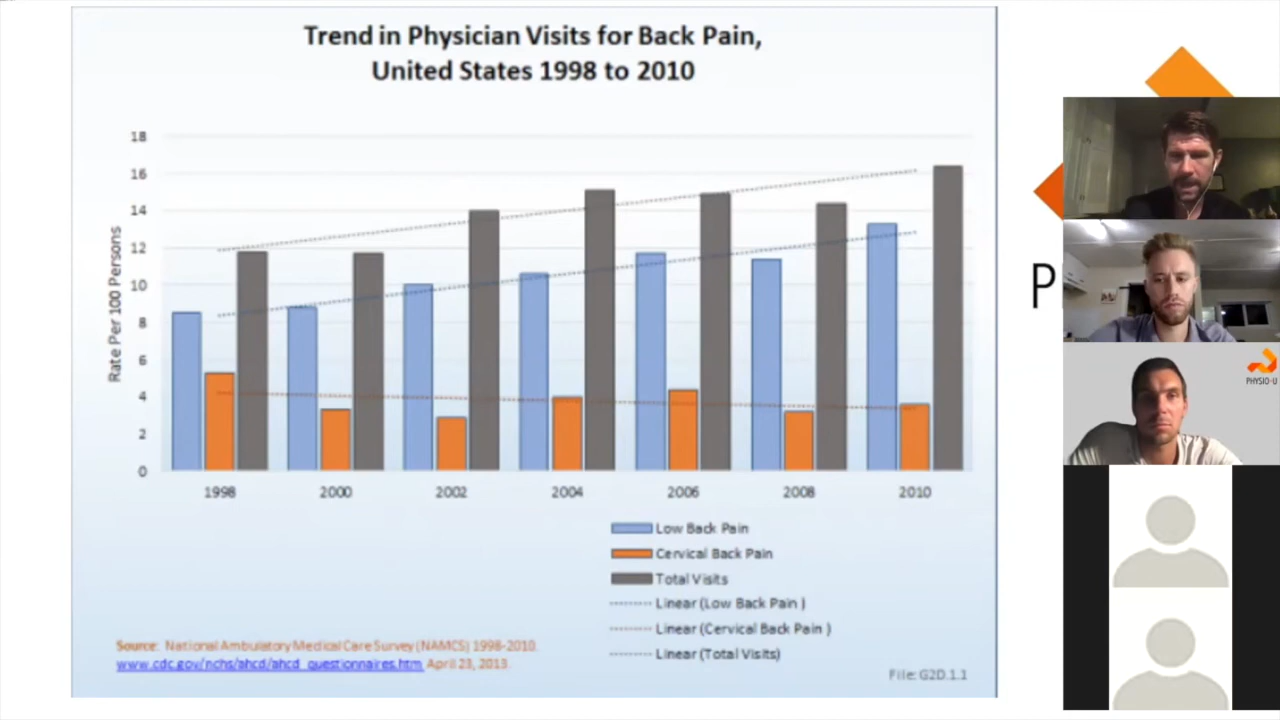 Trend in Physician Visits for Back Pain,
United States 1998 to 2010
18
16
14
12
10
8
6
4
2
0
Rate Per 100 Persons
1998
2000
2002
2004
2006
2008
2010
Low Back Pain
Cervical Back Pain
Total Visits
Linear (Low Back Pain )
Linear (Cervical Back Pain )
Linear (Total Visits)
Source: National Ambulatory Medical Care Survey (NAMCS) 1998-2010.
www.cdc.gov/nchs/ahcd/ahcd_questionnaires.htm April 23, 2013.
File: G2D.1.1
P
PHYSIO-U